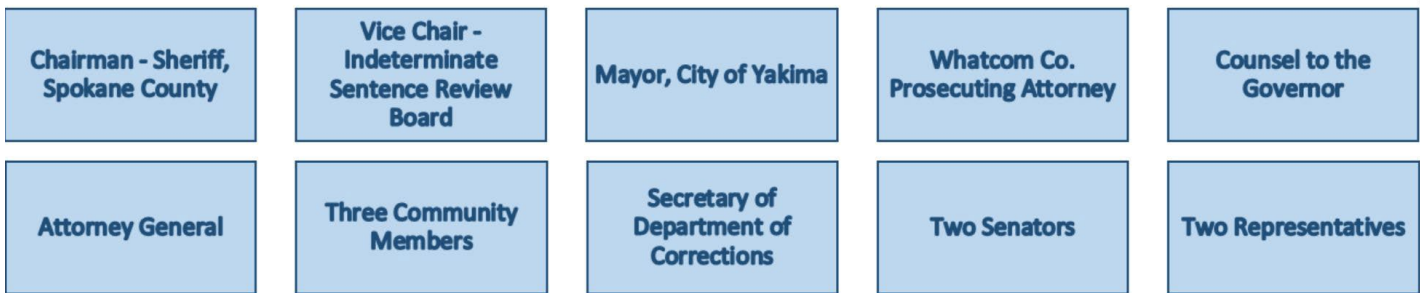 Chairman - Sheriff,
Spokane County
Vice Chair -
Indeterminate
Sentence Review
Board
Mayor, City of Yakima
Whatcom Co.
Prosecuting Attorney
Counsel to the
Governor
Attorney General
Three Community
Members
Secretary of
Department of
Corrections
Two Senators
Two Representatives